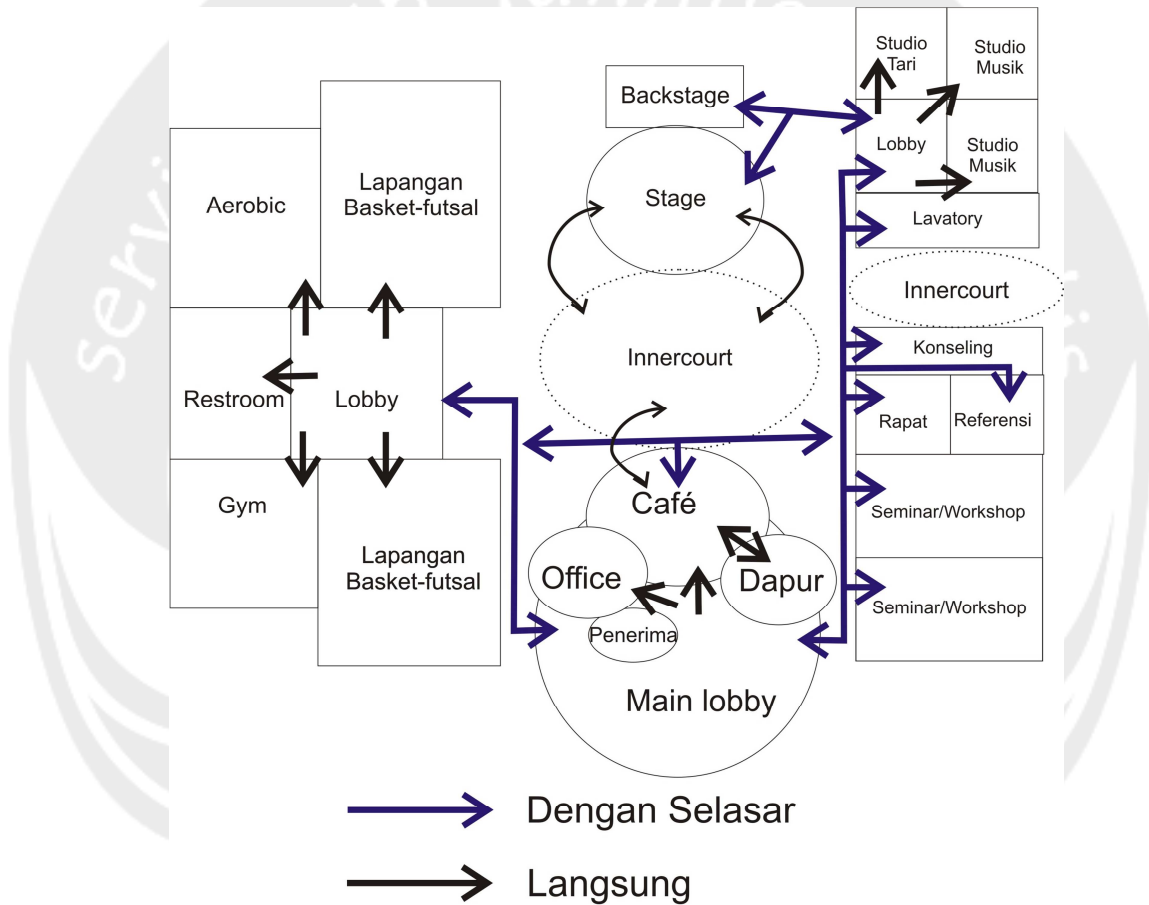 Studio
Tari
Studio
Musik
Backstage
Lobby
Studio
Musik
Aerobic
Lapangan
Basket-futsal
Stage
Lavatory
Innercourt
Innercourt
Konseling
Restroom
Lobby
Rapat
Referensi
Gym
Café
Seminar/Workshop
Lapangan
Basket-futsal
Office
Dapur
Penerima
Seminar/Workshop
Main lobby
Dengan Selasar
Langsung
servi